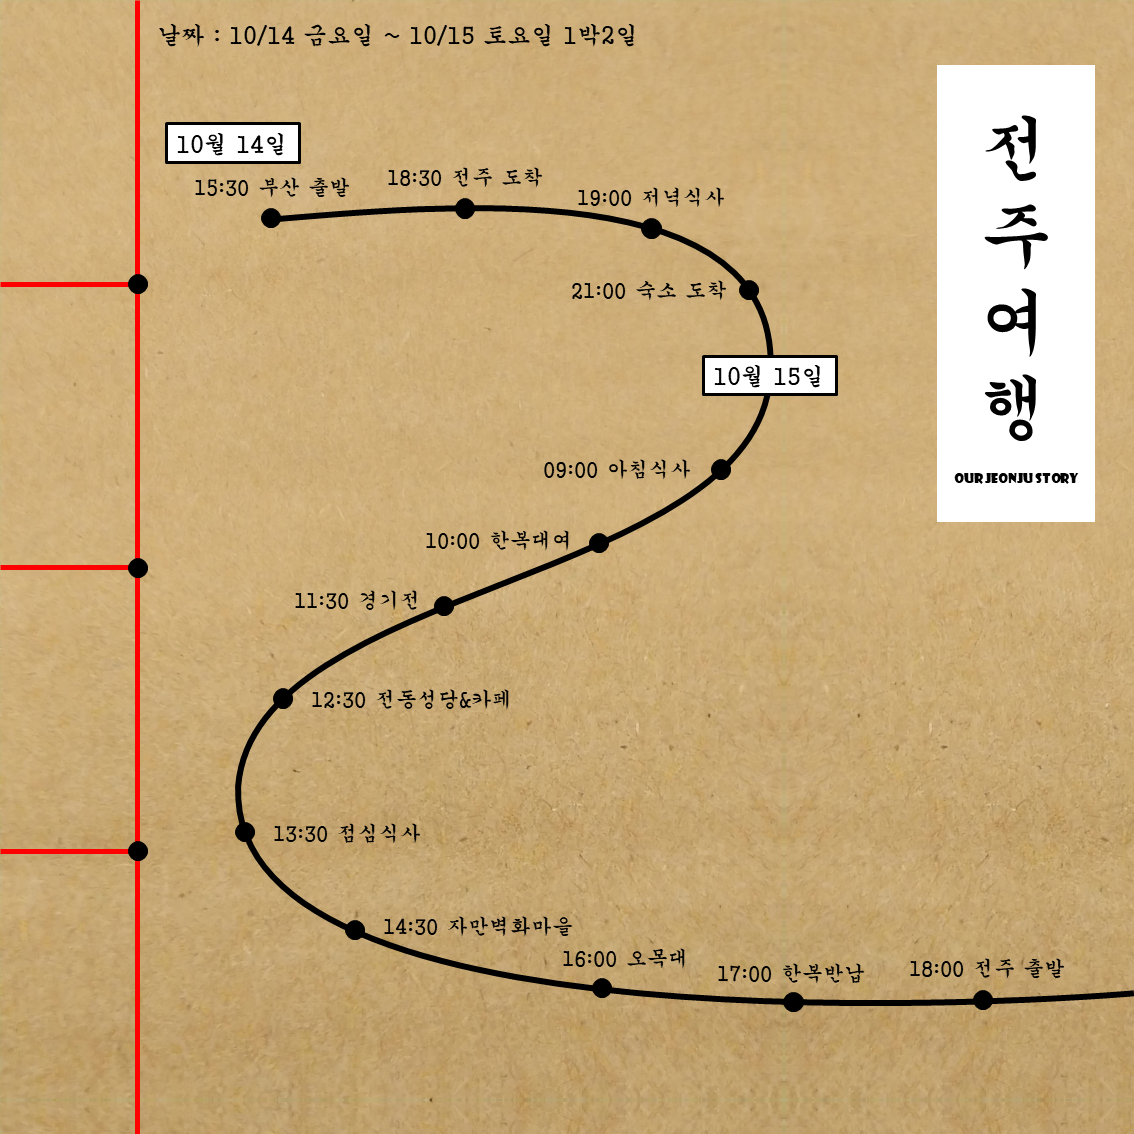 날짜 : 10/14 금요일 ~ 10/15 토요일 1박2일
10월 14일
15:30 부산 출발
18:30 전주 도착
19:00 저녁식사
21:00 숙소 도착
10월 15일
09:00 아침식사
10:00 한복대여
11:30 경기전
12:30 전동성당&카페
13:30 점심식사
14:30 자만벽화마을
16:00 오목대
17:00 한복반납
18:00 전주 출발
전
주
여
행
OUR JEONJU STORY